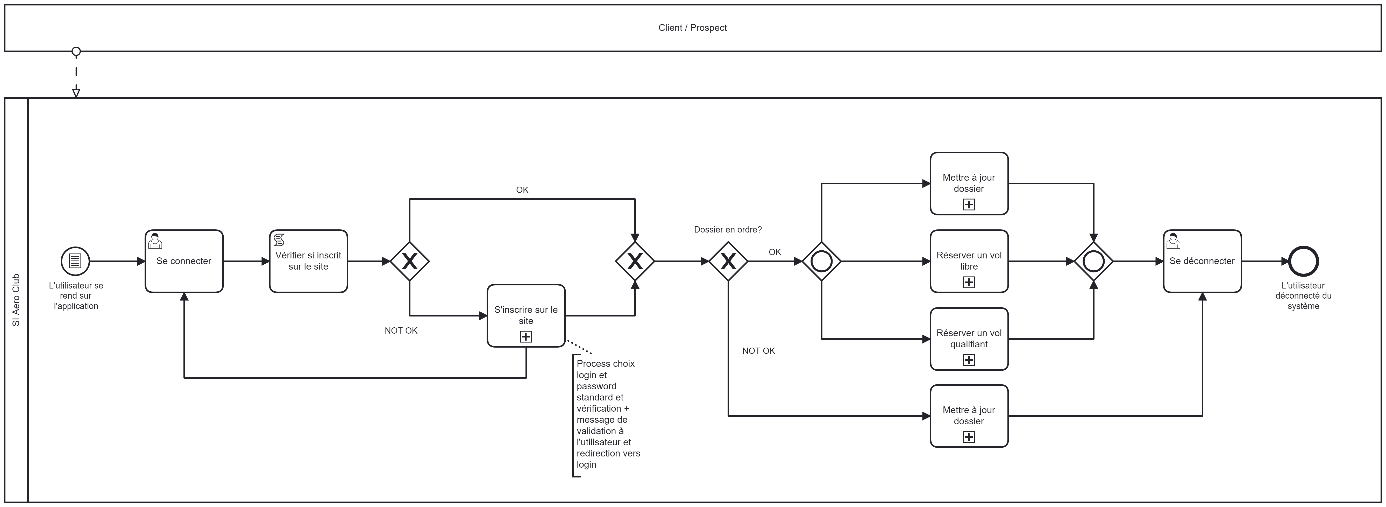 Client / Prospect
SI Aero Club
L'utilisateur se
rend sur
l'application
Se connecter
Vérifier si inscrit
sur le site
OK
NOT OK
S'inscrire sur le
site
Process choix
login et
password
standard et
vérification +
message de
validation à
l'utilisateur et
redirection vers
login
Dossier en ordre?
OK
NOT OK
Mettre à jour
dossier
Réserver un vol
libre
Réserver un vol
qualifiant
Mettre à jour
dossier
Se déconnecter
L'utilisateur
déconnecté du
système